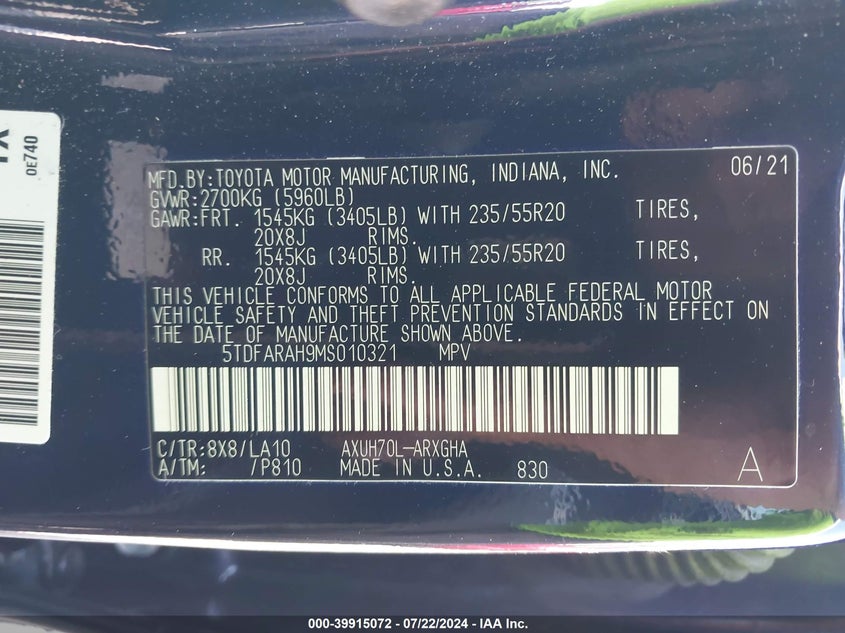 1X
0E740
MFD.BY:TOYOTA MOTOR MANUFACTURING, INDIANA, INC. 06/21
GVWR:2700KG (5960LB)
GAWR:FRT. 1545KG (3405LB) WITH 235/55R20 TIRES,
20X8J RIMS.
RR. 1545KG (3405LB) WITH 235/55R20 TIRES,
20X8J RIMS.
THIS VEHICLE CONFORMS TO ALL APPLICABLE FEDERAL MOTOR
VEHICLE SAFETY AND THEFT PREVENTION STANDARDS IN EFFECT ON
THE DATE OF MANUFACTURE SHOWN ABOVE.
5TDFARAH9MS010321 MPV
C/TR:8X8/LA10 AXUH70L-ARXGHA
A/TM: /P810 MADE IN U.S.A. 830 A
000-39915072 - 07/22/2024 - IAA Inc.